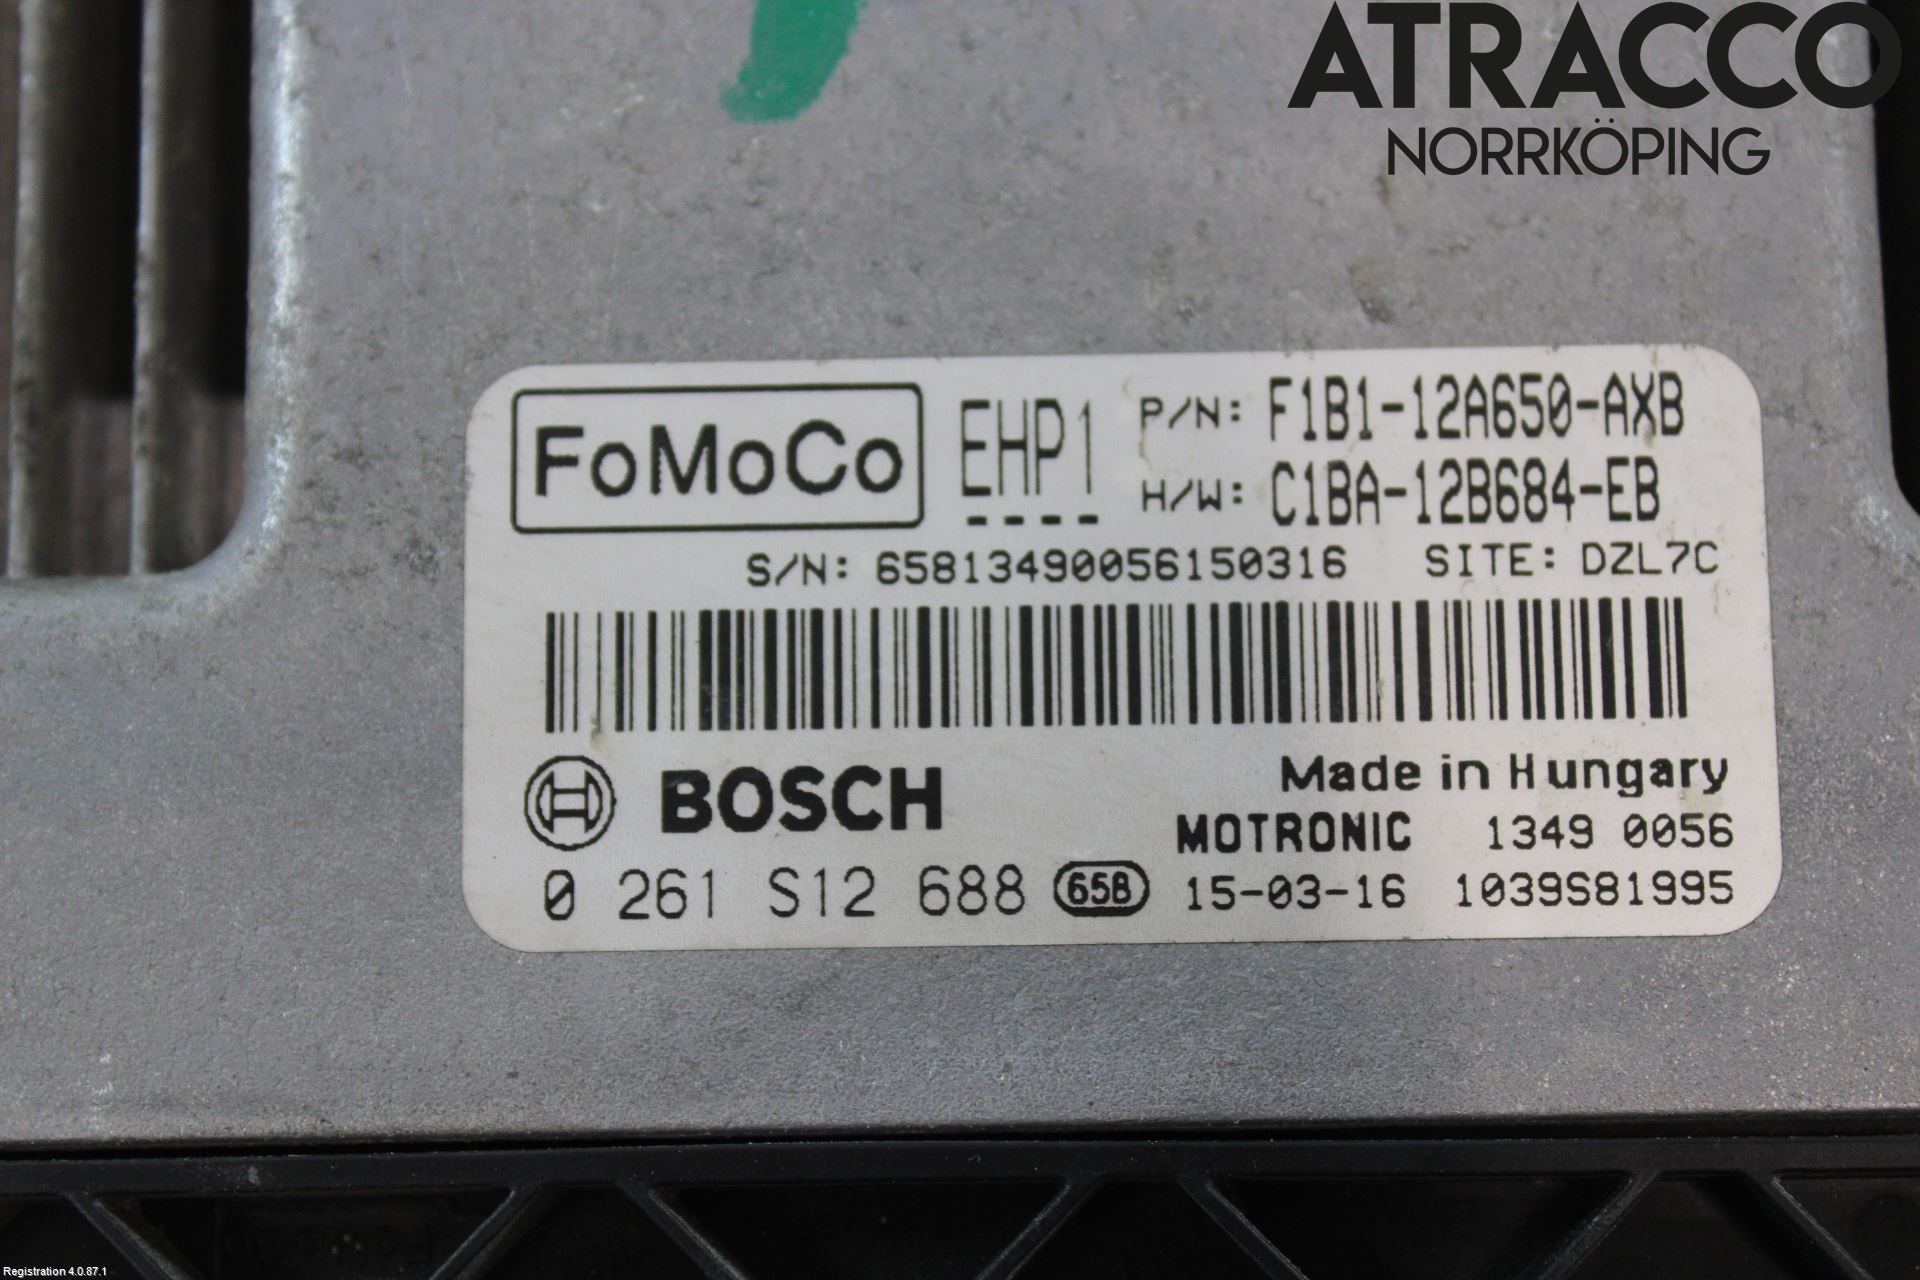 ATRACCO
NORRKÖPING
FoMoCo EHP1 P/N: F1B1-12A650-AXB
---- H/W: C1BA-12B684-EB
S/N: 65813490056150316 SITE: DZL7C
BOSCH Made in Hungary
MOTRONIC 1349 0056
0 261 S12 688 65B 15-03-16 1039S81995
Registration 4.0.87.1